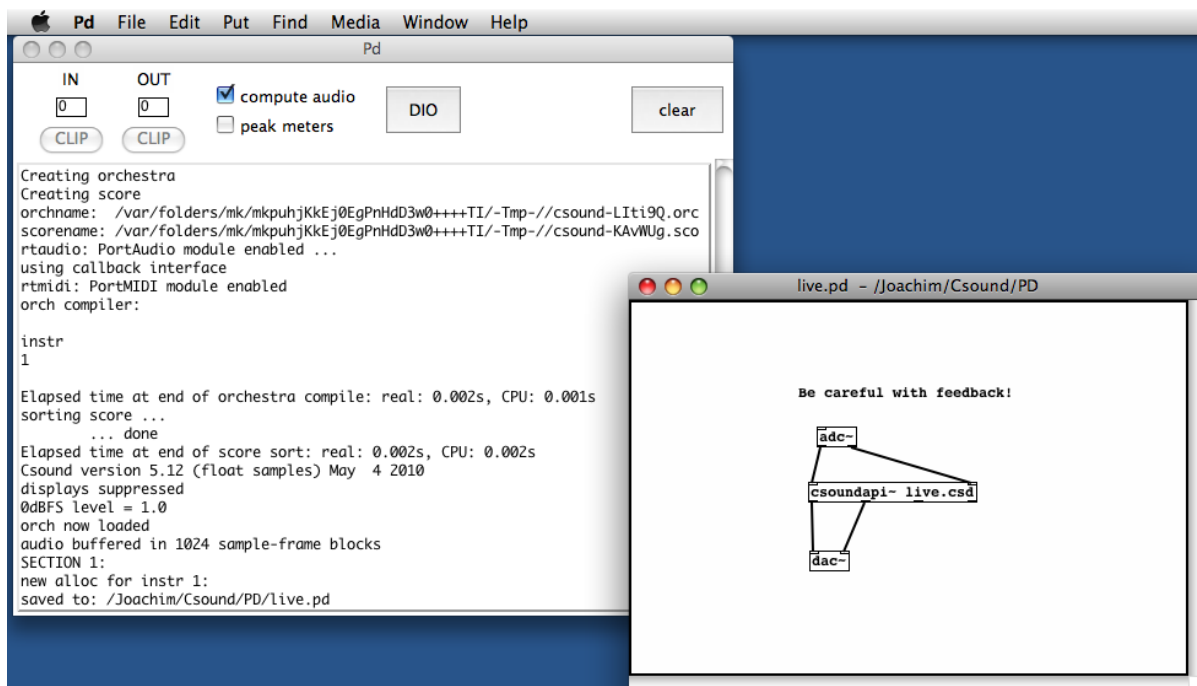 Pd File Edit Put Find Media Window Help
Pd
IN OUT
0 0
CLIP CLIP
compute audio
peak meters
DIO
clear
Creating orchestra
Creating score
orchname:  /var/folders/mk/mkpuhjKkEj0EgPnHdD3w0++++TI/-Tmp-//csound-LIti9Q.orc
scorename: /var/folders/mk/mkpuhjKkEj0EgPnHdD3w0++++TI/-Tmp-//csound-KAvWUg.sco
rtaudio: PortAudio module enabled ...
using callback interface
rtmidi: PortMIDI module enabled
orch compiler:
instr
1
Elapsed time at end of orchestra compile: real: 0.002s, CPU: 0.001s
sorting score ...
... done
Elapsed time at end of score sort: real: 0.002s, CPU: 0.002s
Csound version 5.12 (float samples) May  4 2010
displays suppressed
0dBFS level = 1.0
orch now loaded
audio buffered in 1024 sample-frame blocks
SECTION 1:
new alloc for instr 1:
saved to: /Joachim/Csound/PD/live.pd
live.pd - /Joachim/Csound/PD
Be careful with feedback!
adc~
csoundapi~ live.csd
dac~